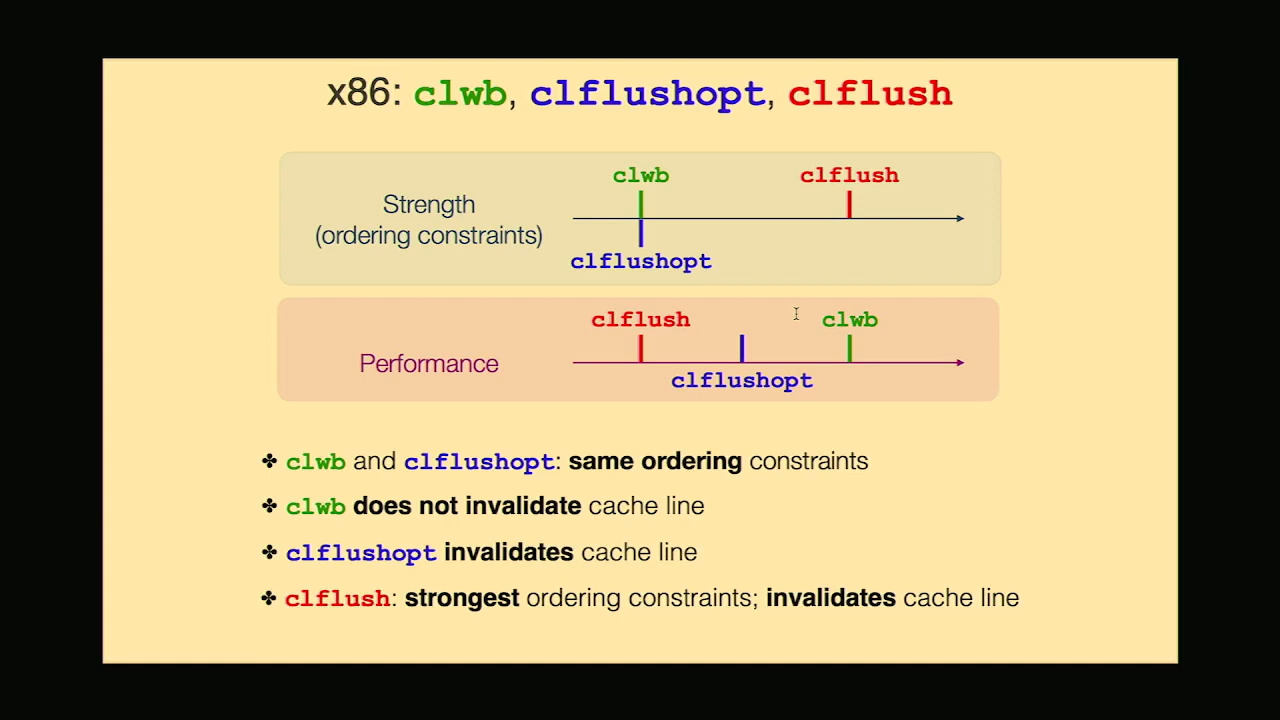 x86: clwb, clflushopt, clflush
clwb
clflush
Strength
(ordering constraints)
clflushopt
clflush
clwb
Performance
clflushopt
✤ clwb and clflushopt: same ordering constraints
✤ clwb does not invalidate cache line
✤ clflushopt invalidates cache line
✤ clflush: strongest ordering constraints; invalidates cache line